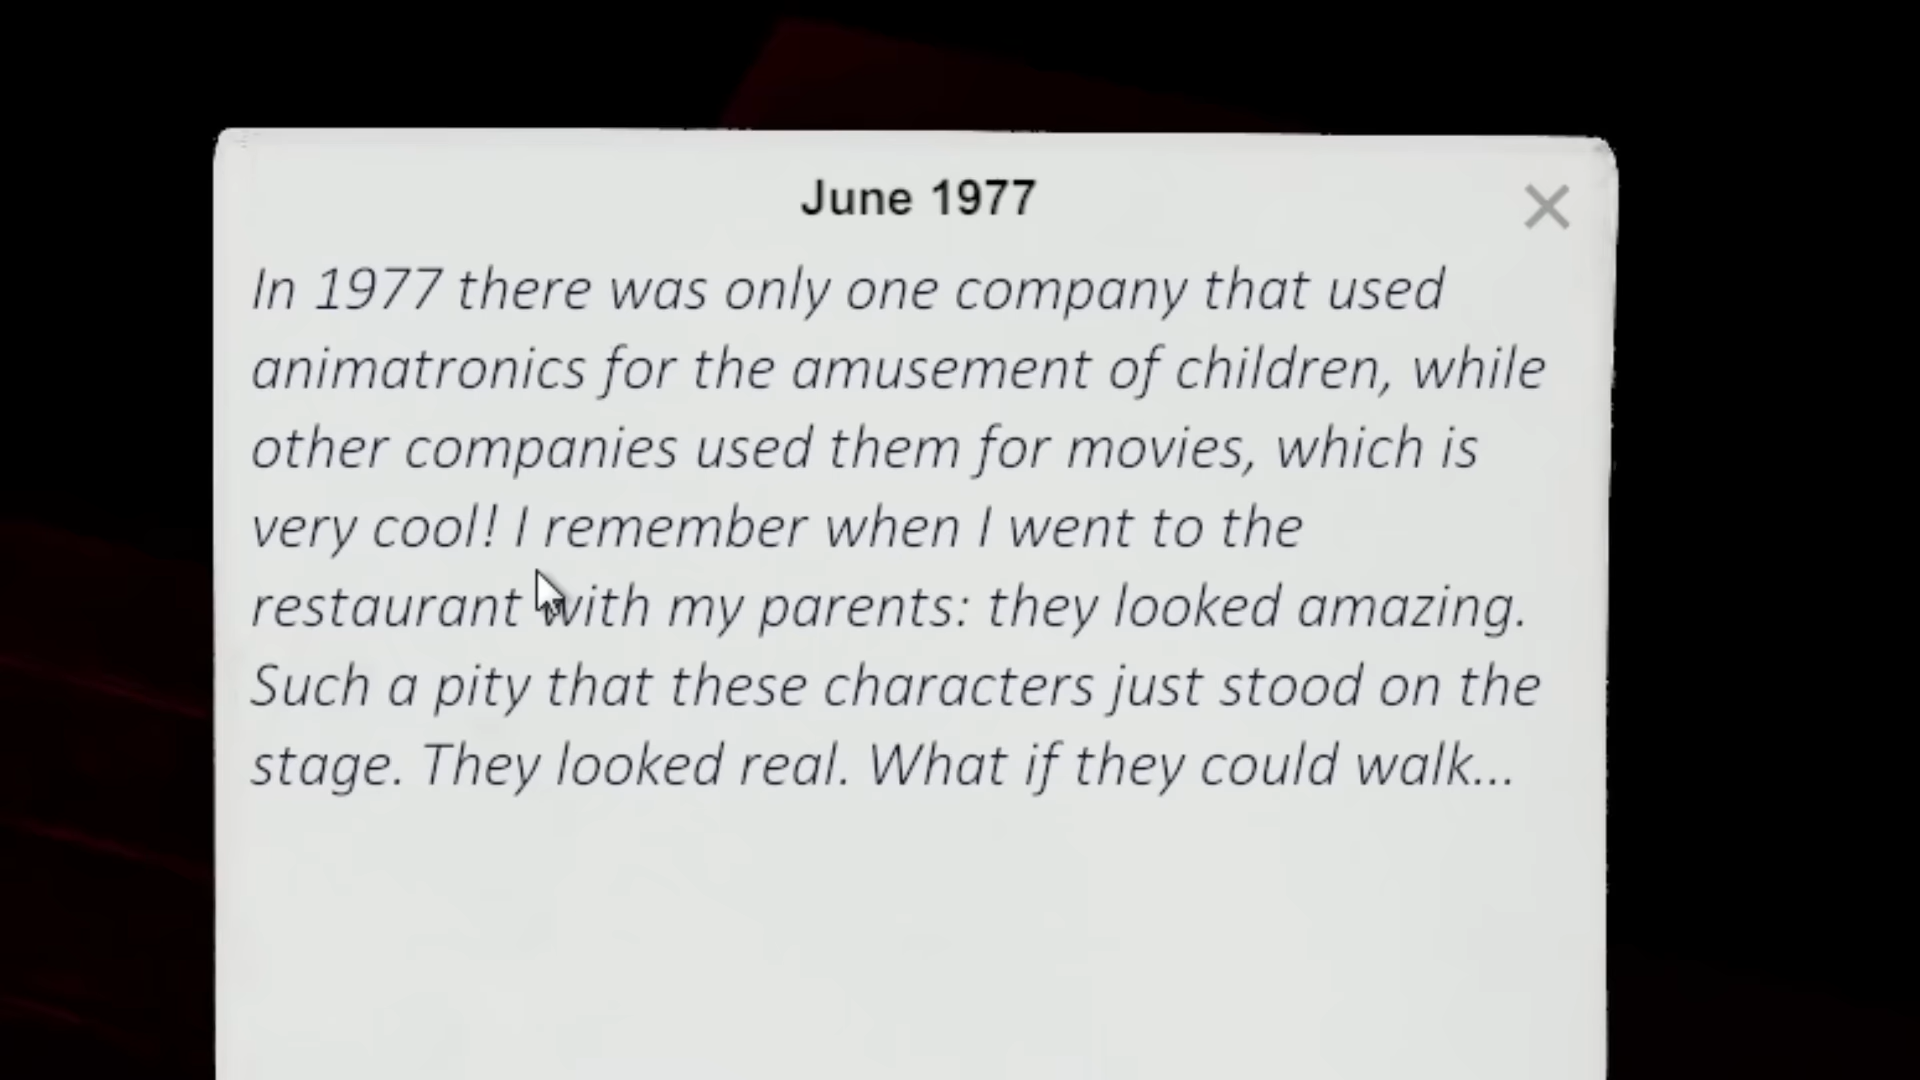 June 1977
In 1977 there was only one company that used
animatronics for the amusement of children, while
other companies used them for movies, which is
very cool! I remember when I went to the
restaurant with my parents: they looked amazing.
Such a pity that these characters just stood on the
stage. They looked real. What if they could walk...